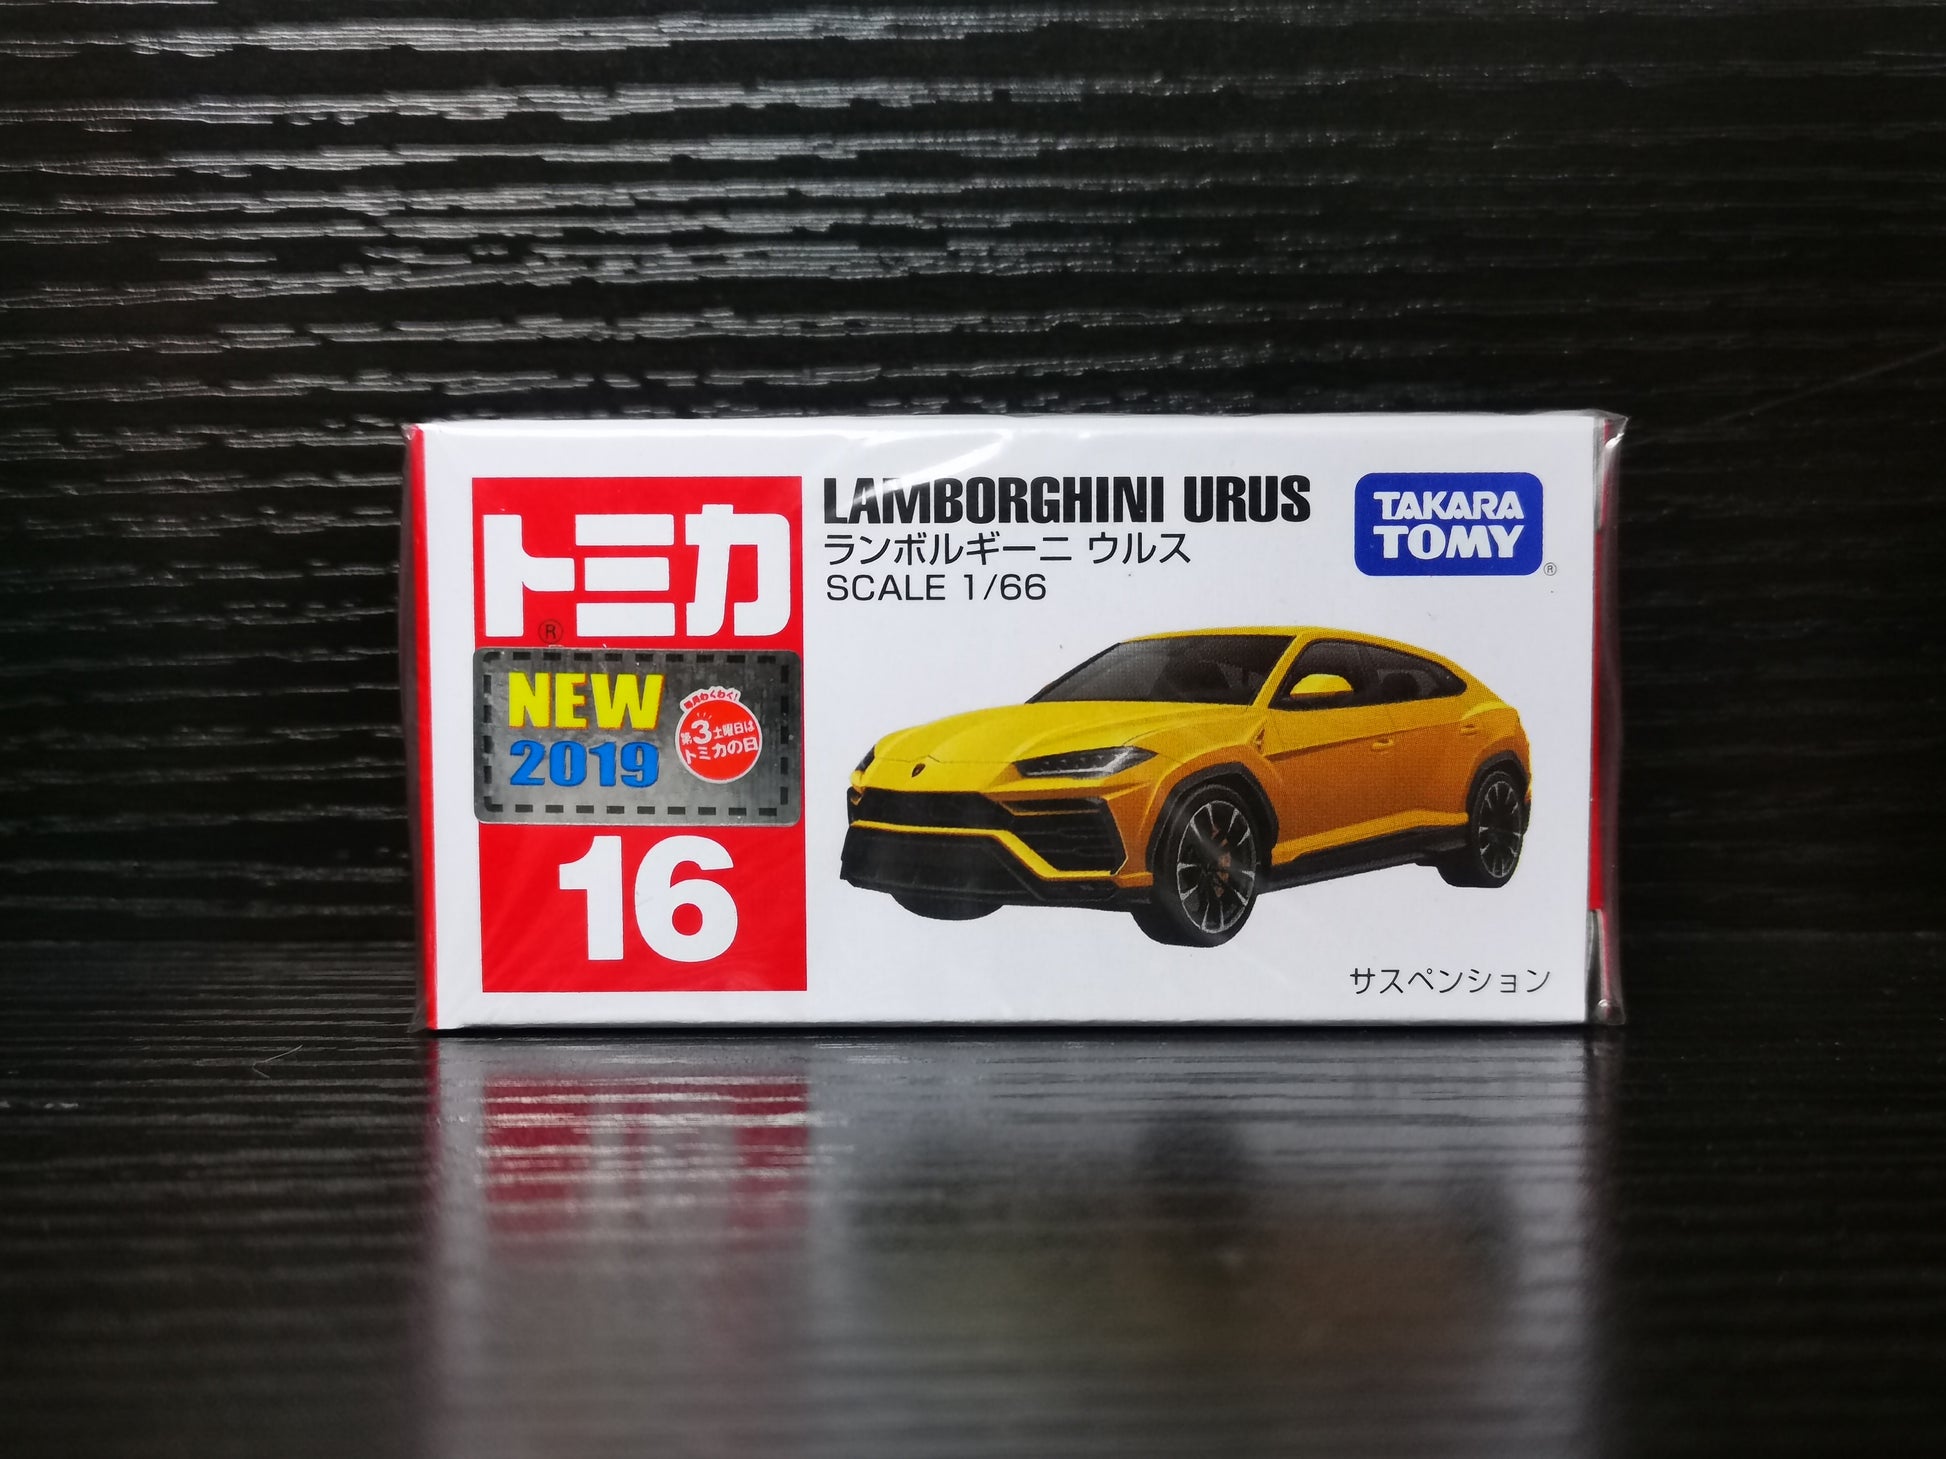 トミカ
®
NEW
2019
毎月わくわく!
第3土曜日は
トミカの日
16
LAMBORGHINI URUS
ランボルギーニ ウルス
SCALE 1/66
TAKARA
TOMY
®
サスペンション